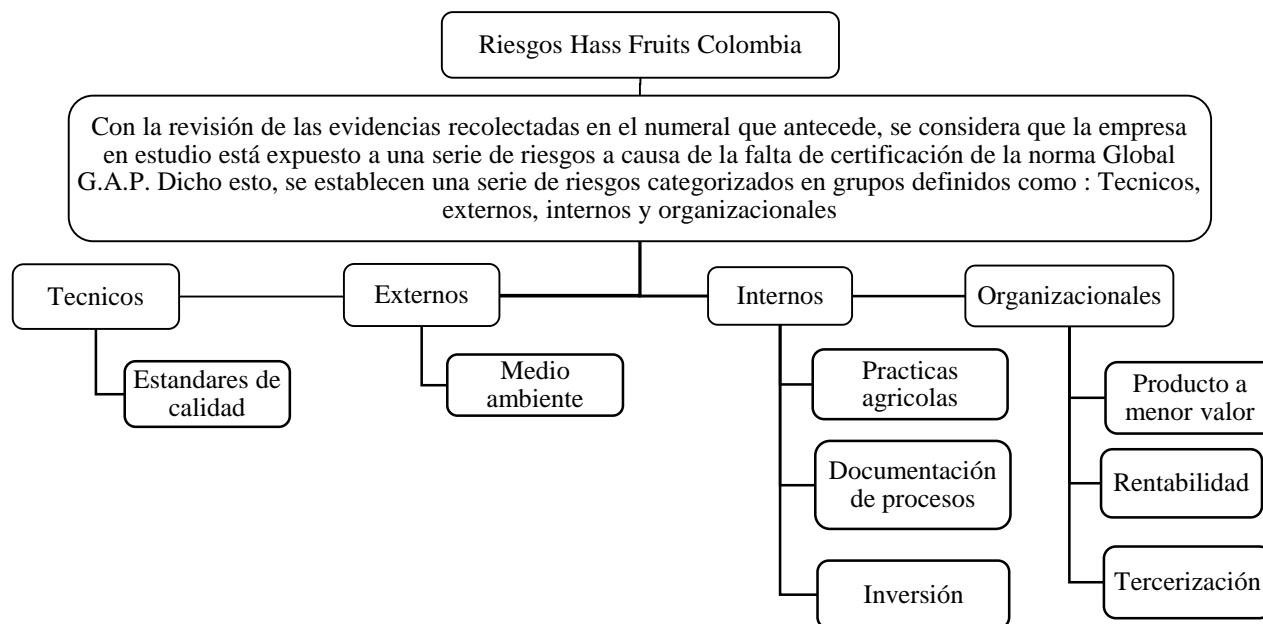 Riesgos Hass Fruits Colombia
Con la revisión de las evidencias recolectadas en el numeral que antecede, se considera que la empresa
en estudio está expuesto a una serie de riesgos a causa de la falta de certificación de la norma Global
G.A.P. Dicho esto, se establecen una serie de riesgos categorizados en grupos definidos como : Tecnicos,
externos, internos y organizacionales
Tecnicos
Estandares de
calidad
Externos
Medio
ambiente
Internos
Practicas
agricolas
Documentación
de procesos
Inversión
Organizacionales
Producto a
menor valor
Rentabilidad
Tercerización